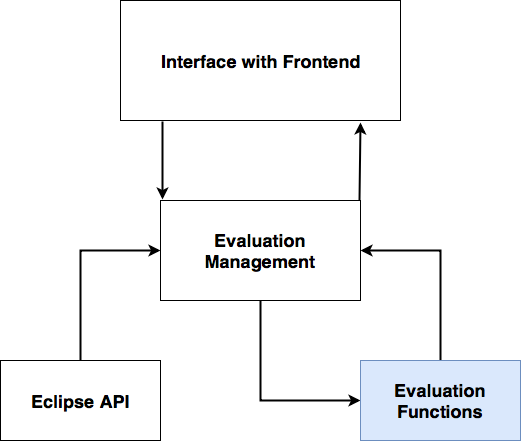 Interface with Frontend
Evaluation
Management
Eclipse API
Evaluation
Functions